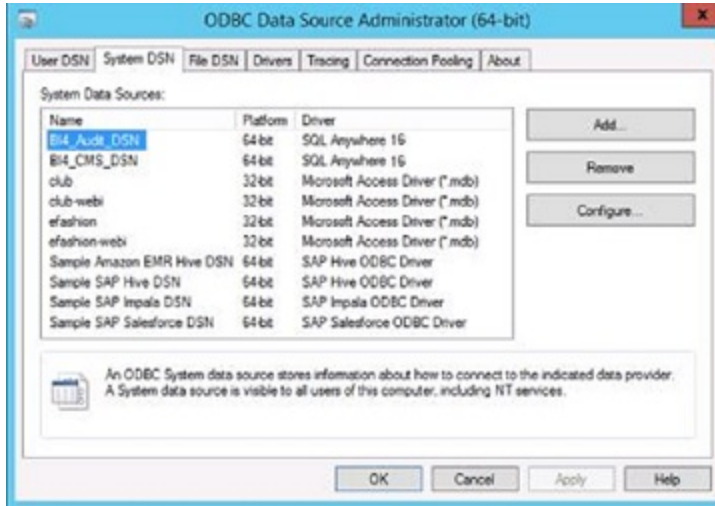 ODBC Data Source Administrator (64-bit)
x
User DSN System DSN File DSN Drivers Tracing Connection Pooling About
System Data Sources:
Name Platform Driver
BI4_Audit_DSN 64-bit SQL Anywhere 16
BI4_CMS_DSN 64-bit SQL Anywhere 16
club 32-bit Microsoft Access Driver (*.mdb)
club-webi 32-bit Microsoft Access Driver (*.mdb)
efashion 32-bit Microsoft Access Driver (*.mdb)
efashion-webi 32-bit Microsoft Access Driver (*.mdb)
Sample Amazon EMR Hive DSN 64-bit SAP Hive ODBC Driver
Sample SAP Hive DSN 64-bit SAP Hive ODBC Driver
Sample SAP Impala DSN 64-bit SAP Impala ODBC Driver
Sample SAP Salesforce DSN 64-bit SAP Salesforce ODBC Driver
Add...
Remove
Configure...
An ODBC System data source stores information about how to connect to the indicated data provider.
A System data source is visible to all users of this computer, including NT services.
OK Cancel Apply Help